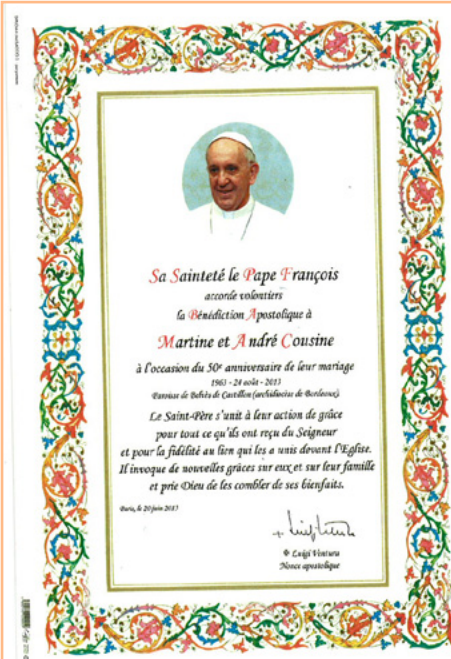 Sa Sainteté le Pape François
accorde volontiers
la Bénédiction Apostolique à
Martine et André Cousine
à l'occasion du 50e anniversaire de leur mariage
1963 - 24 août - 2013
Paroisse de Belvès de Castillon (archidiocèse de Bordeaux)
Le Saint-Père s'unit à leur action de grâce
pour tout ce qu'ils ont reçu du Seigneur
et pour la fidélité au lien qui les a unis devant l'Eglise.
Il invoque de nouvelles grâces sur eux et sur leur famille
et prie Dieu de les combler de ses bienfaits.
Paris, le 20 juin 2013
✠ Luigi Ventura
Nonce apostolique